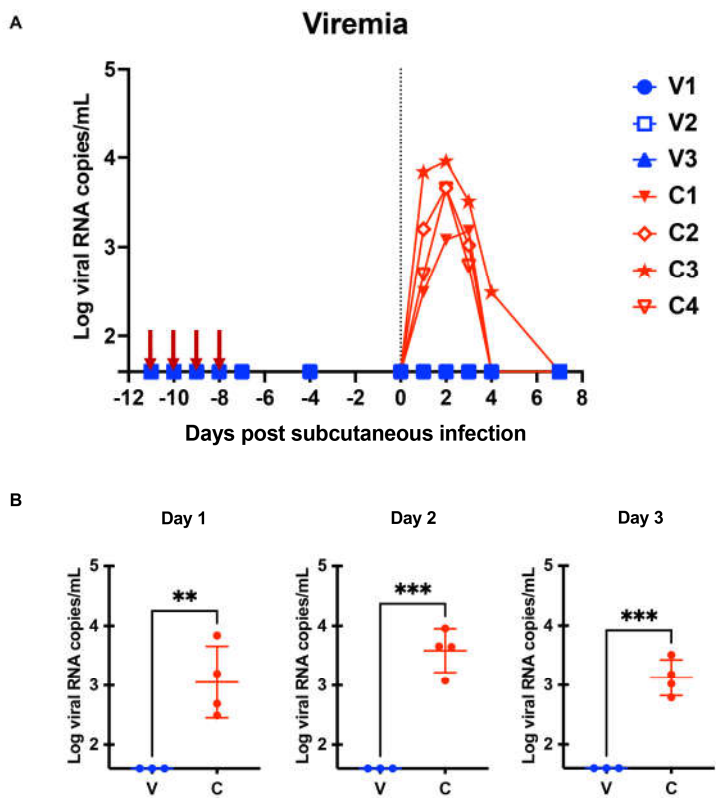 A
Viremia
Log viral RNA copies/mL
5
4
3
2
-12 -10 -8 -6 -4 -2 0 2 4 6 8
Days post subcutaneous infection
V1
V2
V3
C1
C2
C3
C4
B
Day 1
Log viral RNA copies/mL
5
4
3
2
**
V C
Day 2
Log viral RNA copies/mL
5
4
3
2
***
V C
Day 3
Log viral RNA copies/mL
5
4
3
2
***
V C